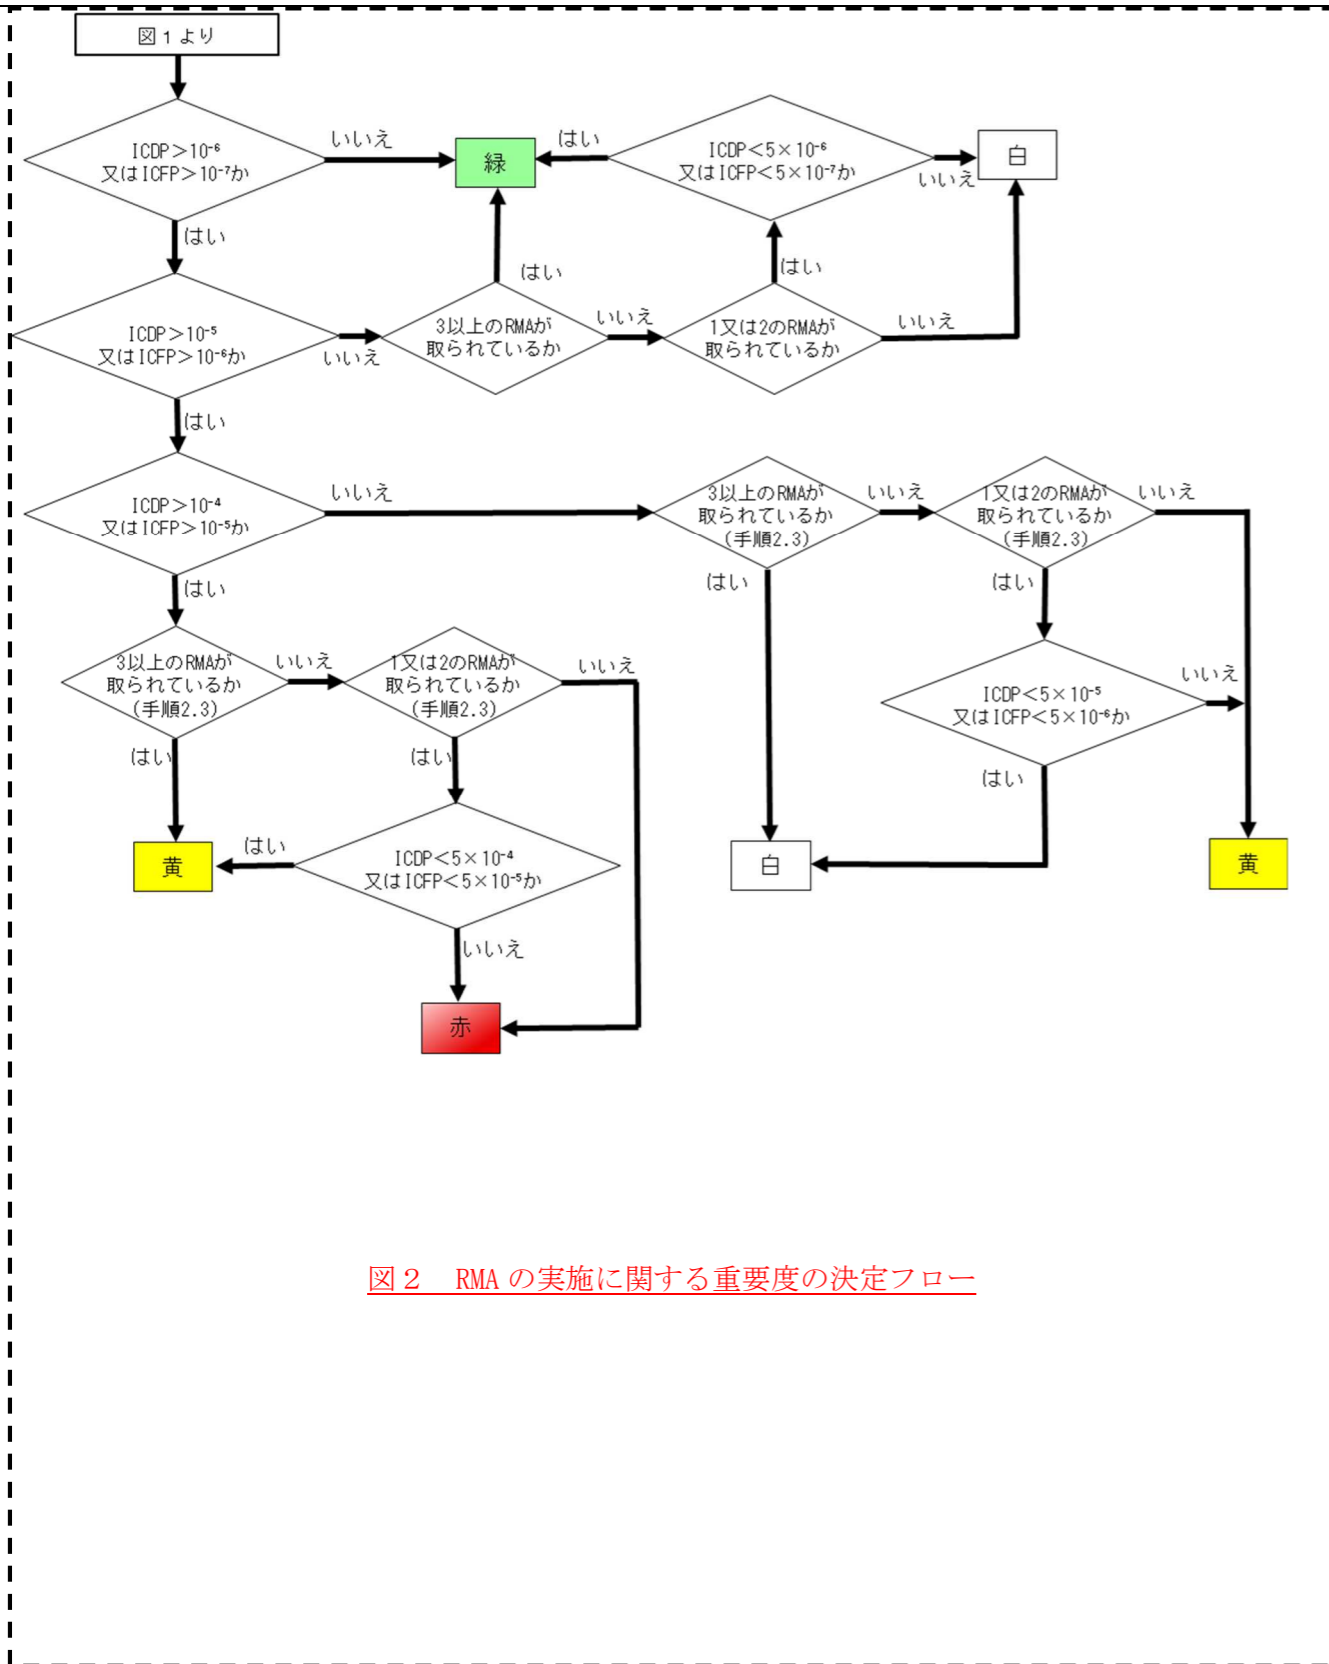 図1より
ICDP>10⁻⁶
又はICFP>10⁻⁷か
いいえ
緑
はい
ICDP<5×10⁻⁶
又はICFP<5×10⁻⁷か
いいえ
白
はい
ICDP>10⁻⁵
又はICFP>10⁻⁶か
いいえ
3以上のRMAが
取られているか
はい
いいえ
1又は2のRMAが
取られているか
はい
いいえ
はい
ICDP>10⁻⁴
又はICFP>10⁻⁵か
いいえ
3以上のRMAが
取られているか
(手順2.3)
いいえ
1又は2のRMAが
取られているか
(手順2.3)
いいえ
はい
はい
はい
3以上のRMAが
取られているか
(手順2.3)
いいえ
1又は2のRMAが
取られているか
(手順2.3)
いいえ
ICDP<5×10⁻⁵
又はICFP<5×10⁻⁶か
いいえ
はい
はい
はい
黄
はい
ICDP<5×10⁻⁴
又はICFP<5×10⁻⁵か
白
黄
いいえ
赤
図2 RMAの実施に関する重要度の決定フロー